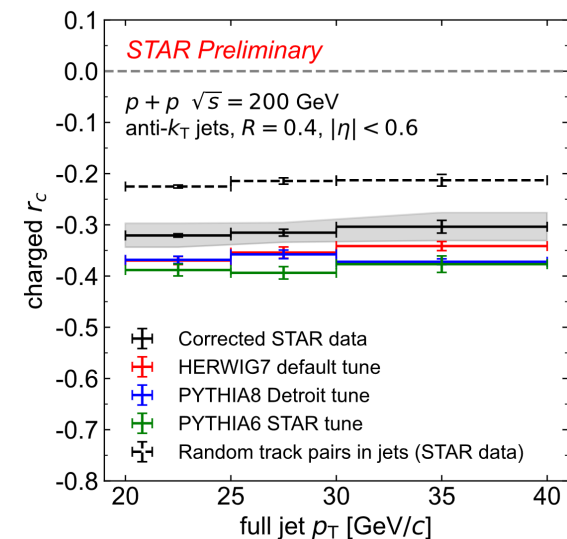 STAR Preliminary
p + p √s = 200 GeV
anti-k_T jets, R = 0.4, |η| < 0.6
0.1
0.0
-0.1
-0.2
-0.3
-0.4
-0.5
-0.6
-0.7
-0.8
charged r_c
Corrected STAR data
HERWIG7 default tune
PYTHIA8 Detroit tune
PYTHIA6 STAR tune
Random track pairs in jets (STAR data)
20 25 30 35 40
full jet p_T [GeV/c]